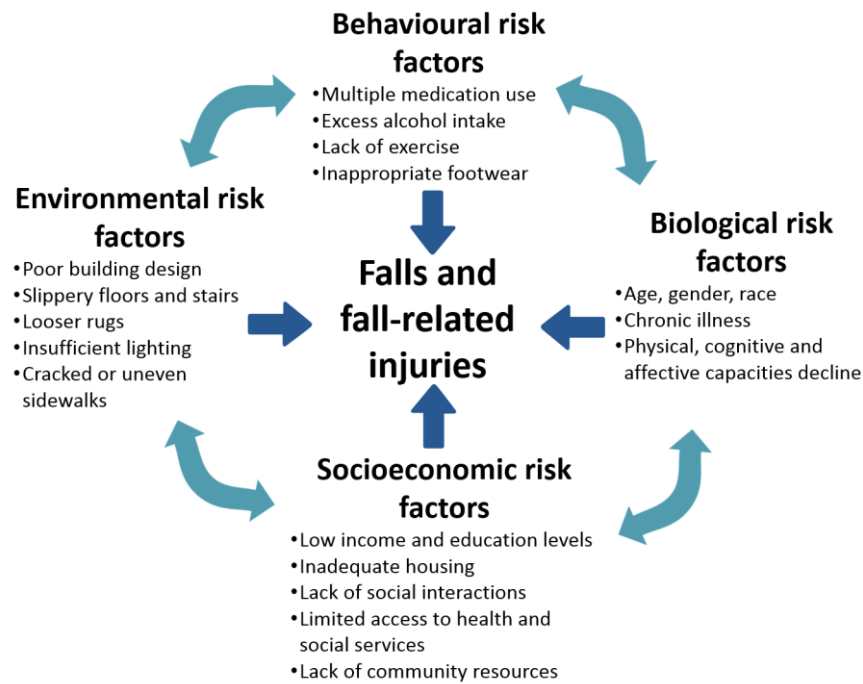 Behavioural risk
factors
•Multiple medication use
•Excess alcohol intake
•Lack of exercise
•Inappropriate footwear
Environmental risk
factors
•Poor building design
•Slippery floors and stairs
•Looser rugs
•Insufficient lighting
•Cracked or uneven
sidewalks
Falls and
fall-related
injuries
Biological risk
factors
•Age, gender, race
•Chronic illness
•Physical, cognitive and
affective capacities decline
Socioeconomic risk
factors
•Low income and education levels
•Inadequate housing
•Lack of social interactions
•Limited access to health and
social services
•Lack of community resources